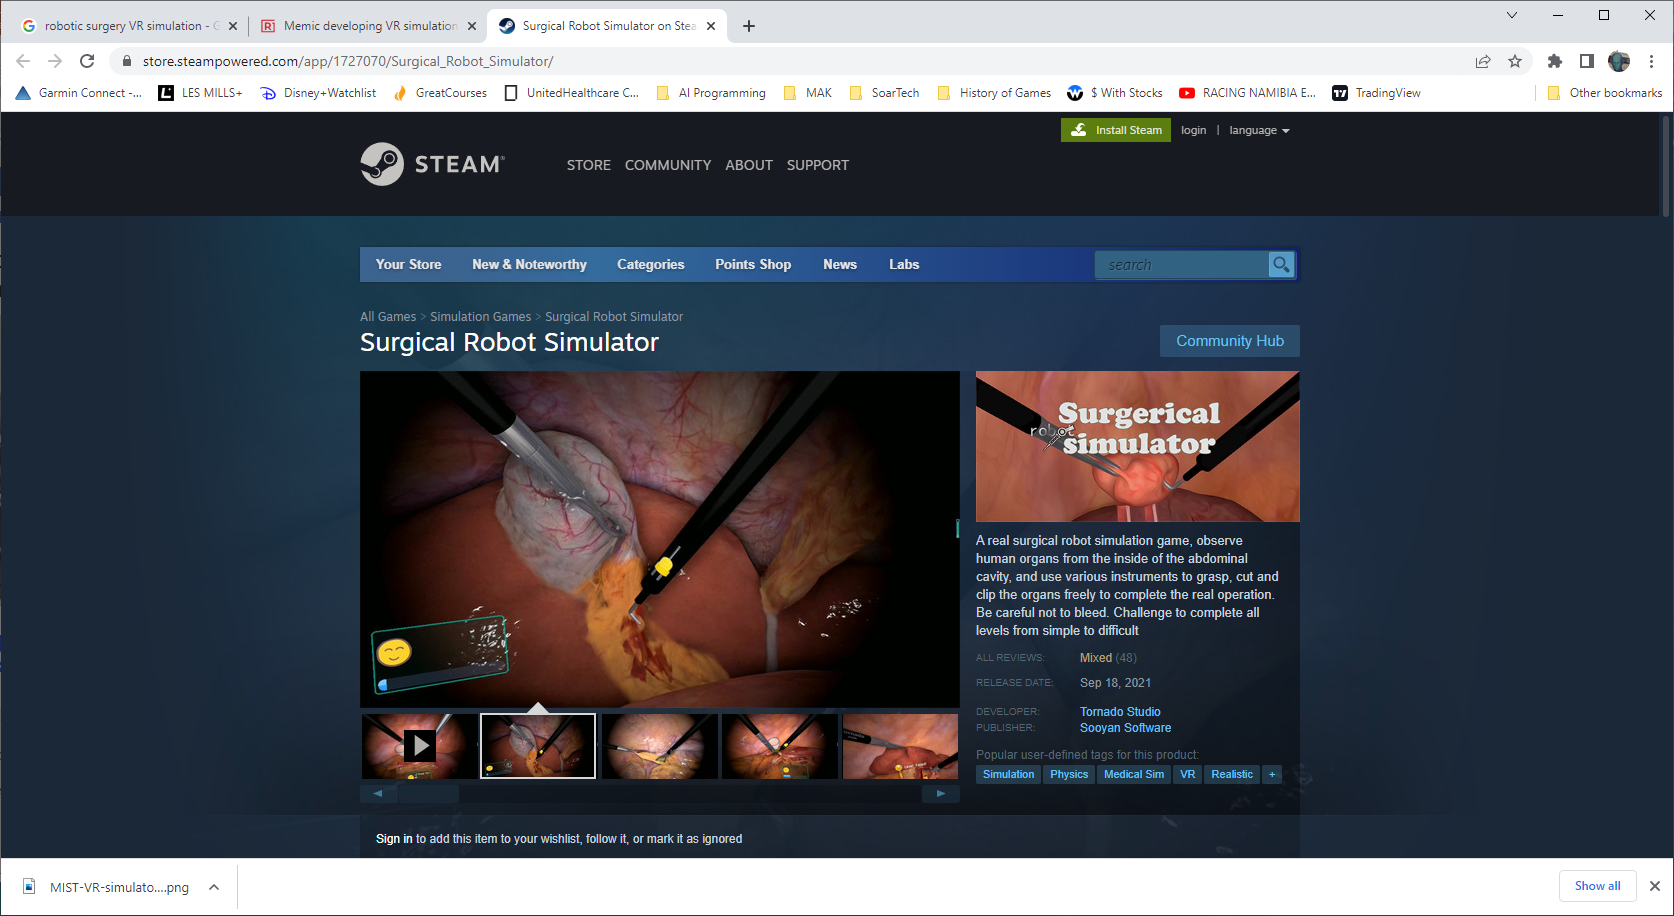 robotic surgery VR simulation - G
Memic developing VR simulation
Surgical Robot Simulator on Stea
store.steampowered.com/app/1727070/Surgical_Robot_Simulator/
Garmin Connect -... LES MILLS+ Disney+Watchlist GreatCourses UnitedHealthcare C... AI Programming MAK SoarTech History of Games $ With Stocks RACING NAMIBIA E... TradingView Other bookmarks
Install Steam login | language
STEAM STORE COMMUNITY ABOUT SUPPORT
Your Store New & Noteworthy Categories Points Shop News Labs search
All Games > Simulation Games > Surgical Robot Simulator
Surgical Robot Simulator
Community Hub
Surgerical
robot
simulator
A real surgical robot simulation game, observe
human organs from the inside of the abdominal
cavity, and use various instruments to grasp, cut and
clip the organs freely to complete the real operation.
Be careful not to bleed. Challenge to complete all
levels from simple to difficult
ALL REVIEWS: Mixed (48)
RELEASE DATE: Sep 18, 2021
DEVELOPER: Tornado Studio
PUBLISHER: Sooyan Software
Popular user-defined tags for this product:
Simulation Physics Medical Sim VR Realistic +
Sign in to add this item to your wishlist, follow it, or mark it as ignored
MIST-VR-simulato....png
Show all